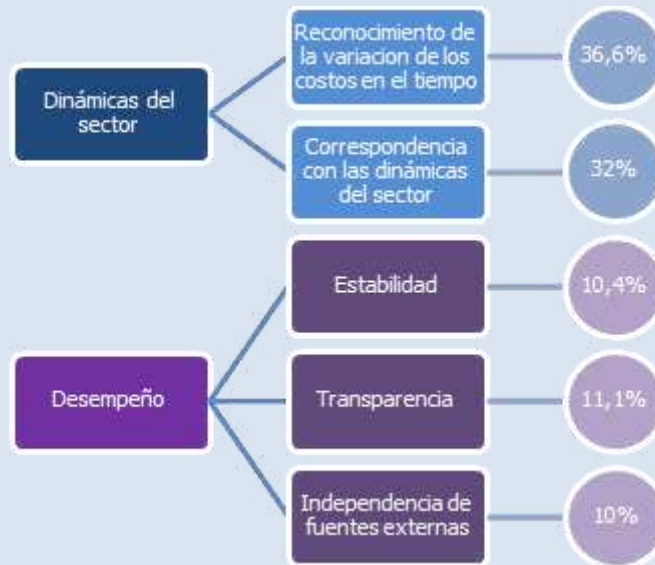 Reconocimiento de
la variacion de los
costos en el tiempo
36,6%
Dinámicas del
sector
Correspondencia
con las dinámicas
del sector
32%
Estabilidad
10,4%
Desempeño
Transparencia
11,1%
Independencia de
fuentes externas
10%